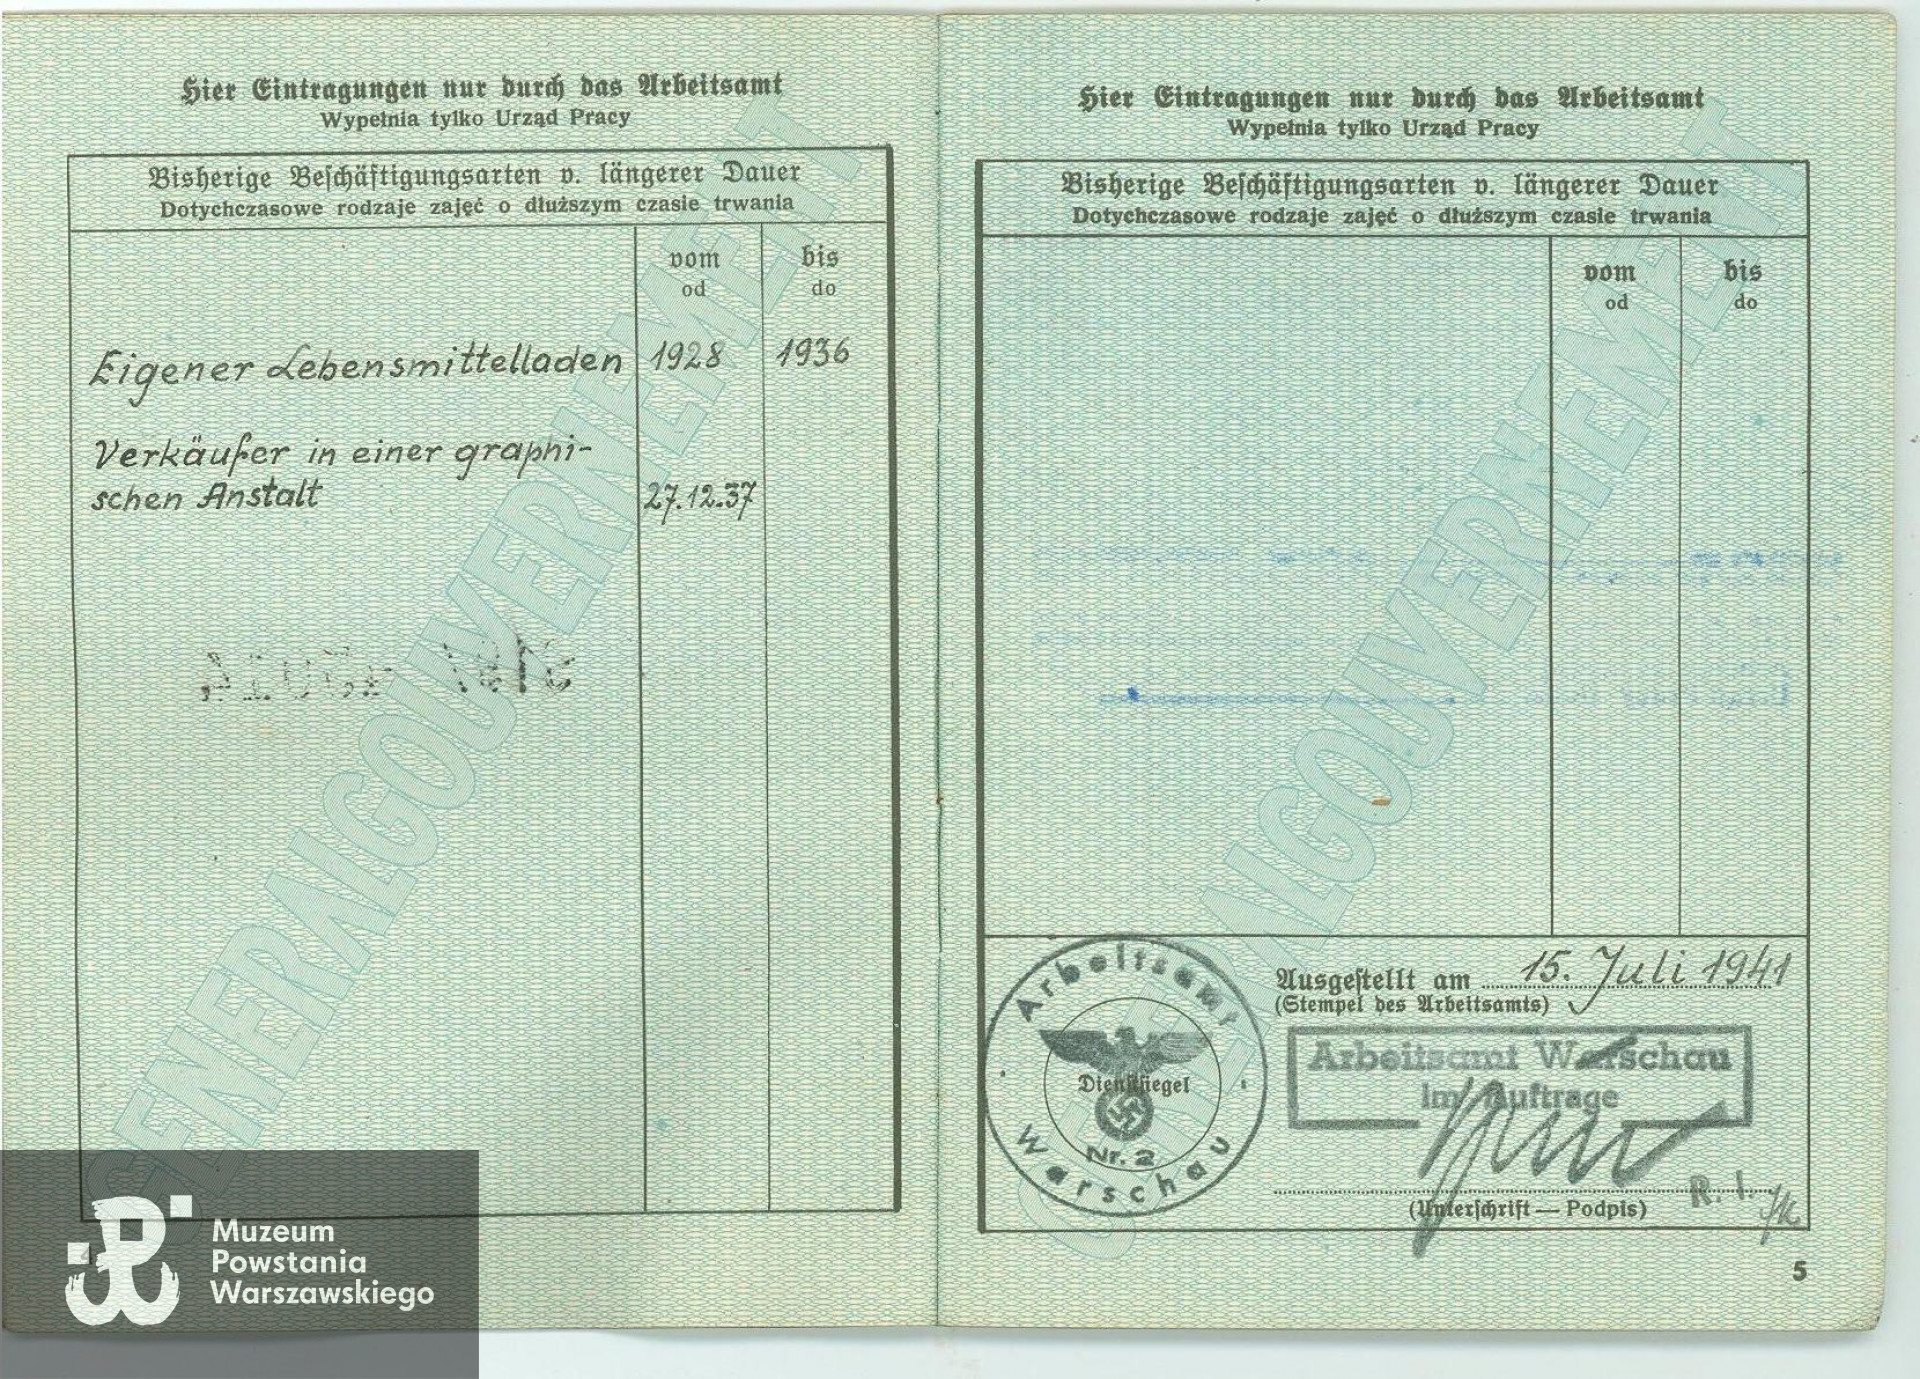 Hier Eintragungen nur durch das Arbeitsamt
Wypełnia tylko Urząd Pracy
Bisherige Beschäftigungsarten v. längerer Dauer
Dotychczasowe rodzaje zajęć o dłuższym czasie trwania
vom bis
od do
Eigener Lebensmittelladen 1928 1936
Verkäufer in einer graphi-
schen Anstalt 27.12.37
GENERALGOUVERNEMENT
4
Muzeum
Powstania
Warszawskiego
Hier Eintragungen nur durch das Arbeitsamt
Wypełnia tylko Urząd Pracy
Bisherige Beschäftigungsarten v. längerer Dauer
Dotychczasowe rodzaje zajęć o dłuższym czasie trwania
vom bis
od do
GENERALGOUVERNEMENT
Arbeitsamt
Dienstsiegel
Nr. 2
Warschau
Ausgestellt am 15. Juli 1941
(Stempel des Arbeitsamts)
Arbeitsamt Warschau
Im Auftrage
R. I.
(Unterschrift — Podpis)
5